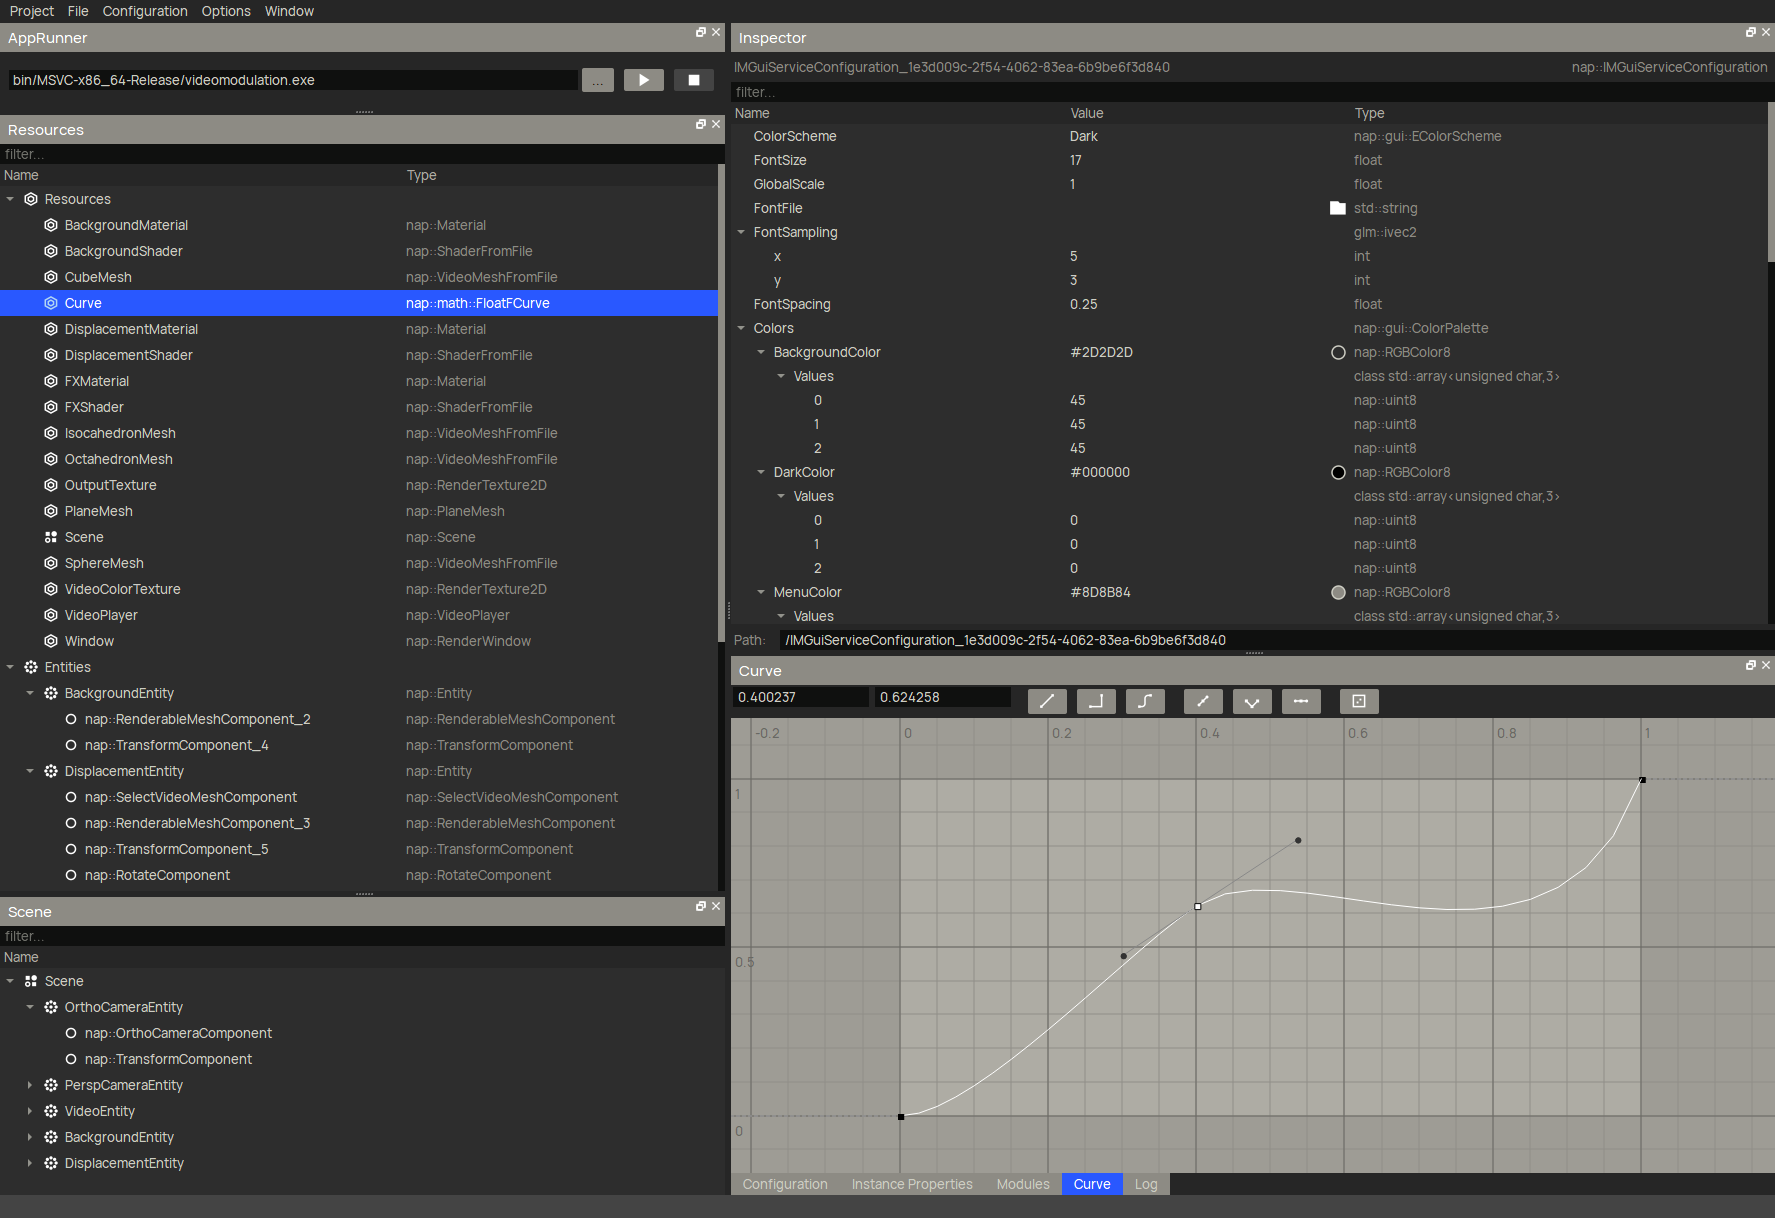 Project File Configuration Options Window
AppRunner
bin/MSVC-x86_64-Release/videomodulation.exe ...
Resources
filter...
Name Type
Resources
BackgroundMaterial nap::Material
BackgroundShader nap::ShaderFromFile
CubeMesh nap::VideoMeshFromFile
Curve nap::math::FloatFCurve
DisplacementMaterial nap::Material
DisplacementShader nap::ShaderFromFile
FXMaterial nap::Material
FXShader nap::ShaderFromFile
IsocahedronMesh nap::VideoMeshFromFile
OctahedronMesh nap::VideoMeshFromFile
OutputTexture nap::RenderTexture2D
PlaneMesh nap::PlaneMesh
Scene nap::Scene
SphereMesh nap::VideoMeshFromFile
VideoColorTexture nap::RenderTexture2D
VideoPlayer nap::VideoPlayer
Window nap::RenderWindow
Entities
BackgroundEntity nap::Entity
nap::RenderableMeshComponent_2 nap::RenderableMeshComponent
nap::TransformComponent_4 nap::TransformComponent
DisplacementEntity nap::Entity
nap::SelectVideoMeshComponent nap::SelectVideoMeshComponent
nap::RenderableMeshComponent_3 nap::RenderableMeshComponent
nap::TransformComponent_5 nap::TransformComponent
nap::RotateComponent nap::RotateComponent
Scene
filter...
Name
Scene
OrthoCameraEntity
nap::OrthoCameraComponent
nap::TransformComponent
PerspCameraEntity
VideoEntity
BackgroundEntity
DisplacementEntity
Inspector
IMGuiServiceConfiguration_1e3d009c-2f54-4062-83ea-6b9be6f3d840 nap::IMGuiServiceConfiguration
filter...
Name Value Type
ColorScheme Dark nap::gui::EColorScheme
FontSize 17 float
GlobalScale 1 float
FontFile std::string
FontSampling glm::ivec2
x 5 int
y 3 int
FontSpacing 0.25 float
Colors nap::gui::ColorPalette
BackgroundColor #2D2D2D nap::RGBColor8
Values class std::array<unsigned char,3>
0 45 nap::uint8
1 45 nap::uint8
2 45 nap::uint8
DarkColor #000000 nap::RGBColor8
Values class std::array<unsigned char,3>
0 0 nap::uint8
1 0 nap::uint8
2 0 nap::uint8
MenuColor #8D8B84 nap::RGBColor8
Values class std::array<unsigned char,3>
Path: /IMGuiServiceConfiguration_1e3d009c-2f54-4062-83ea-6b9be6f3d840
Curve
0.400237 0.624258
-0.2 0 0.2 0.4 0.6 0.8 1
1
0.5
0
Configuration Instance Properties Modules Curve Log